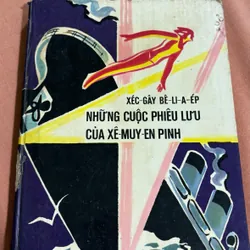 XÉC-GÂY BÊ-LI-A-ÉP
NHỮNG CUỘC PHIÊU LƯU
CỦA XÊ-MUY-EN PINH